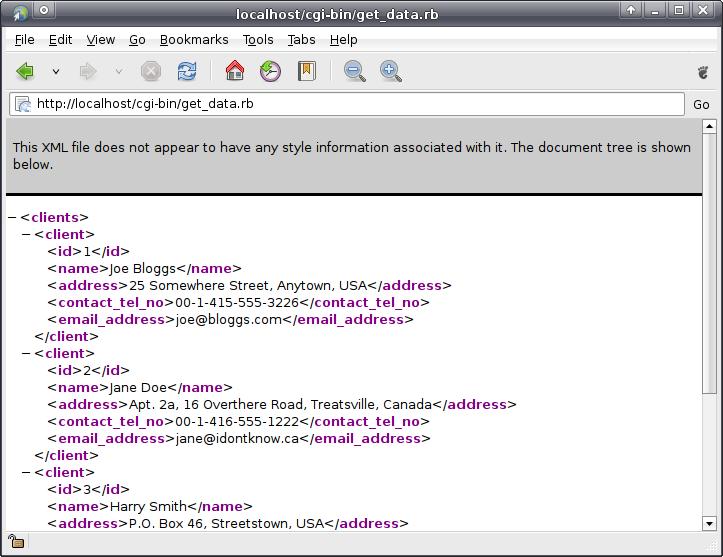 localhost/cgi-bin/get_data.rb
File Edit View Go Bookmarks Tools Tabs Help
http://localhost/cgi-bin/get_data.rb Go
This XML file does not appear to have any style information associated with it. The document tree is shown
below.
− <clients>
− <client>
<id>1</id>
<name>Joe Bloggs</name>
<address>25 Somewhere Street, Anytown, USA</address>
<contact_tel_no>00-1-415-555-3226</contact_tel_no>
<email_address>joe@bloggs.com</email_address>
</client>
− <client>
<id>2</id>
<name>Jane Doe</name>
<address>Apt. 2a, 16 Overthere Road, Treatsville, Canada</address>
<contact_tel_no>00-1-416-555-1222</contact_tel_no>
<email_address>jane@idontknow.ca</email_address>
</client>
− <client>
<id>3</id>
<name>Harry Smith</name>
<address>P.O. Box 46, Streetstown, USA</address>